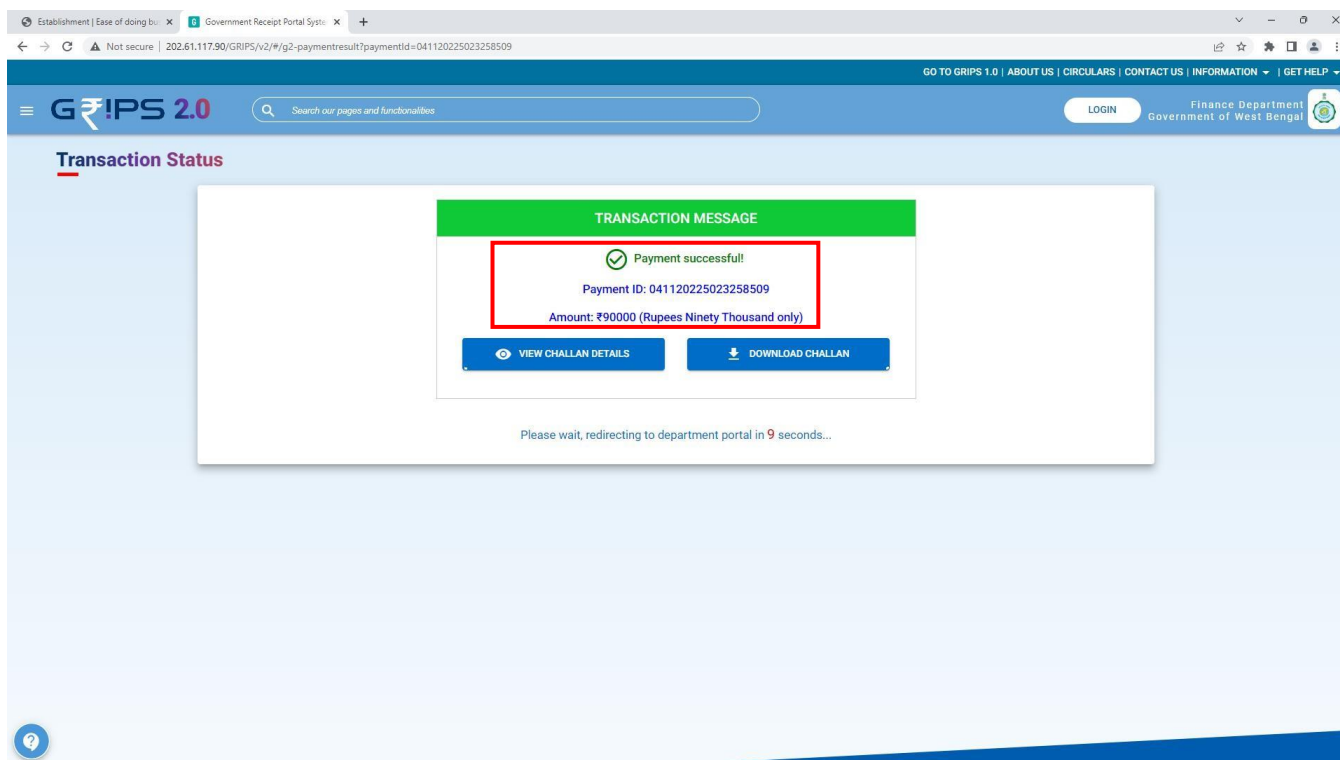 Establishment | Ease of doing bu
Government Receipt Portal Syste
Not secure | 202.61.117.90/GRIPS/v2/#/g2-paymentresult?paymentId=041120225023258509
GO TO GRIPS 1.0 | ABOUT US | CIRCULARS | CONTACT US | INFORMATION | GET HELP
G₹!PS 2.0
Search our pages and functionalities
LOGIN
Finance Department
Government of West Bengal
Transaction Status
TRANSACTION MESSAGE
Payment successful!
Payment ID: 041120225023258509
Amount: ₹90000 (Rupees Ninety Thousand only)
VIEW CHALLAN DETAILS
DOWNLOAD CHALLAN
Please wait, redirecting to department portal in 9 seconds...